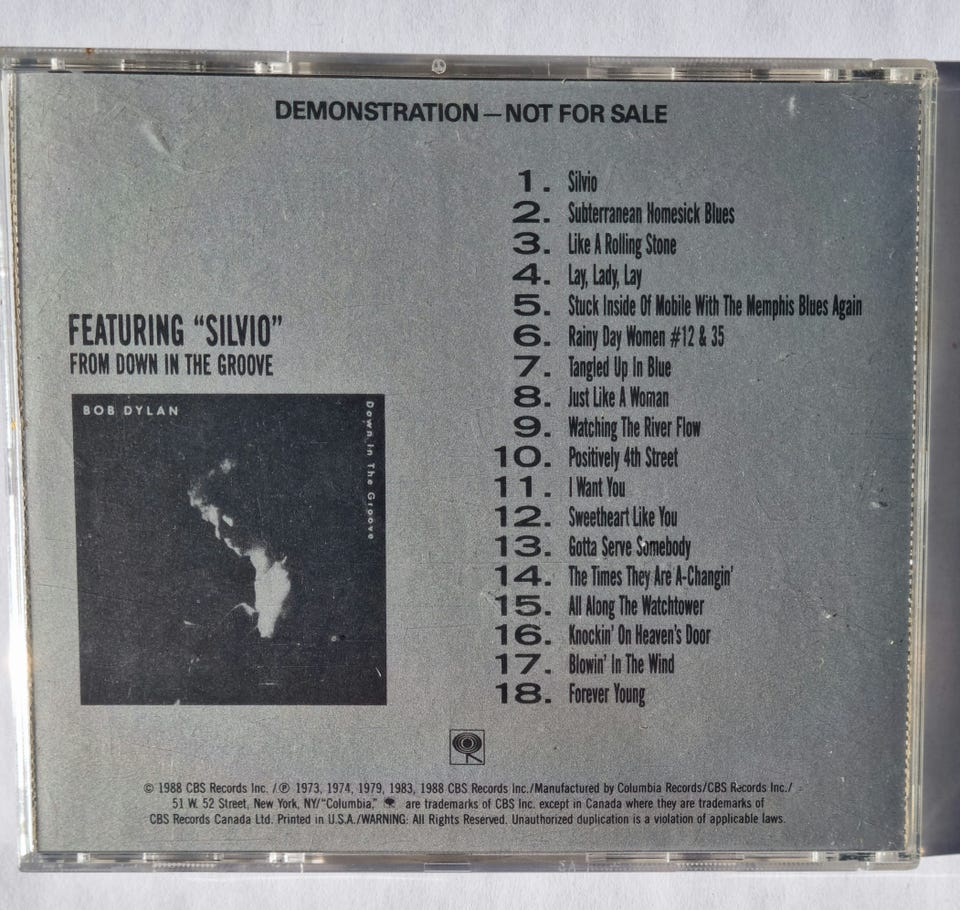 DEMONSTRATION — NOT FOR SALE
1. Silvio
2. Subterranean Homesick Blues
3. Like A Rolling Stone
4. Lay, Lady, Lay
5. Stuck Inside Of Mobile With The Memphis Blues Again
6. Rainy Day Women #12 & 35
7. Tangled Up In Blue
8. Just Like A Woman
9. Watching The River Flow
10. Positively 4th Street
11. I Want You
12. Sweetheart Like You
13. Gotta Serve Somebody
14. The Times They Are A-Changin'
15. All Along The Watchtower
16. Knockin' On Heaven's Door
17. Blowin' In The Wind
18. Forever Young
FEATURING "SILVIO"
FROM DOWN IN THE GROOVE
BOB DYLAN
Down In The Groove
© 1988 CBS Records Inc. /℗ 1973, 1974, 1979, 1983, 1988 CBS Records Inc./Manufactured by Columbia Records/CBS Records Inc./
51 W. 52 Street, New York, NY/"Columbia," are trademarks of CBS Inc. except in Canada where they are trademarks of
CBS Records Canada Ltd. Printed in U.S.A./WARNING: All Rights Reserved. Unauthorized duplication is a violation of applicable laws.